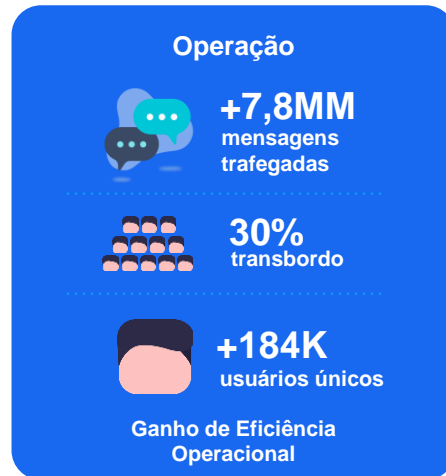 Operação
+7,8MM
mensagens
trafegadas
30%
transbordo
+184K
usuários únicos
Ganho de Eficiência
Operacional